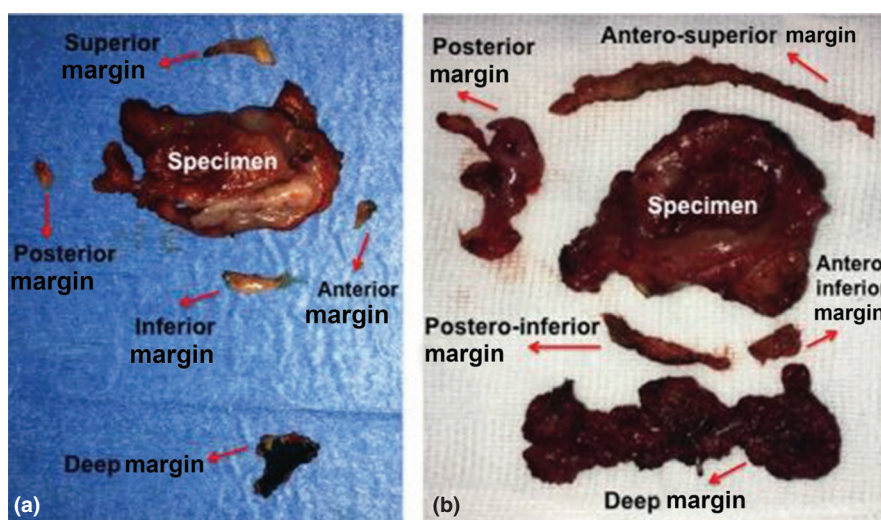 Superior
margin
Specimen
Posterior
margin
Anterior
margin
Inferior
margin
Deep margin
(a)
Posterior
margin
Antero-superior margin
Specimen
Antero
inferior
margin
Postero-inferior
margin
Deep margin
(b)